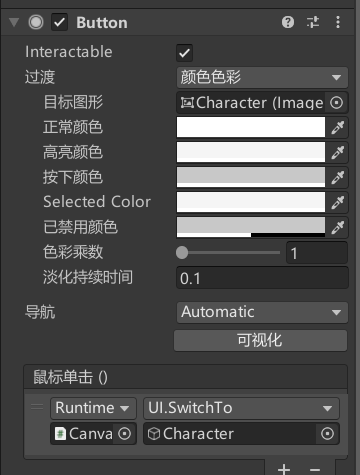 Button
Interactable
过渡 颜色色彩
目标图形 Character (Image
正常颜色
高亮颜色
按下颜色
Selected Color
已禁用颜色
色彩乘数 1
淡化持续时间 0.1
导航 Automatic
可视化
鼠标单击 ()
Runtime UI.SwitchTo
Canva Character